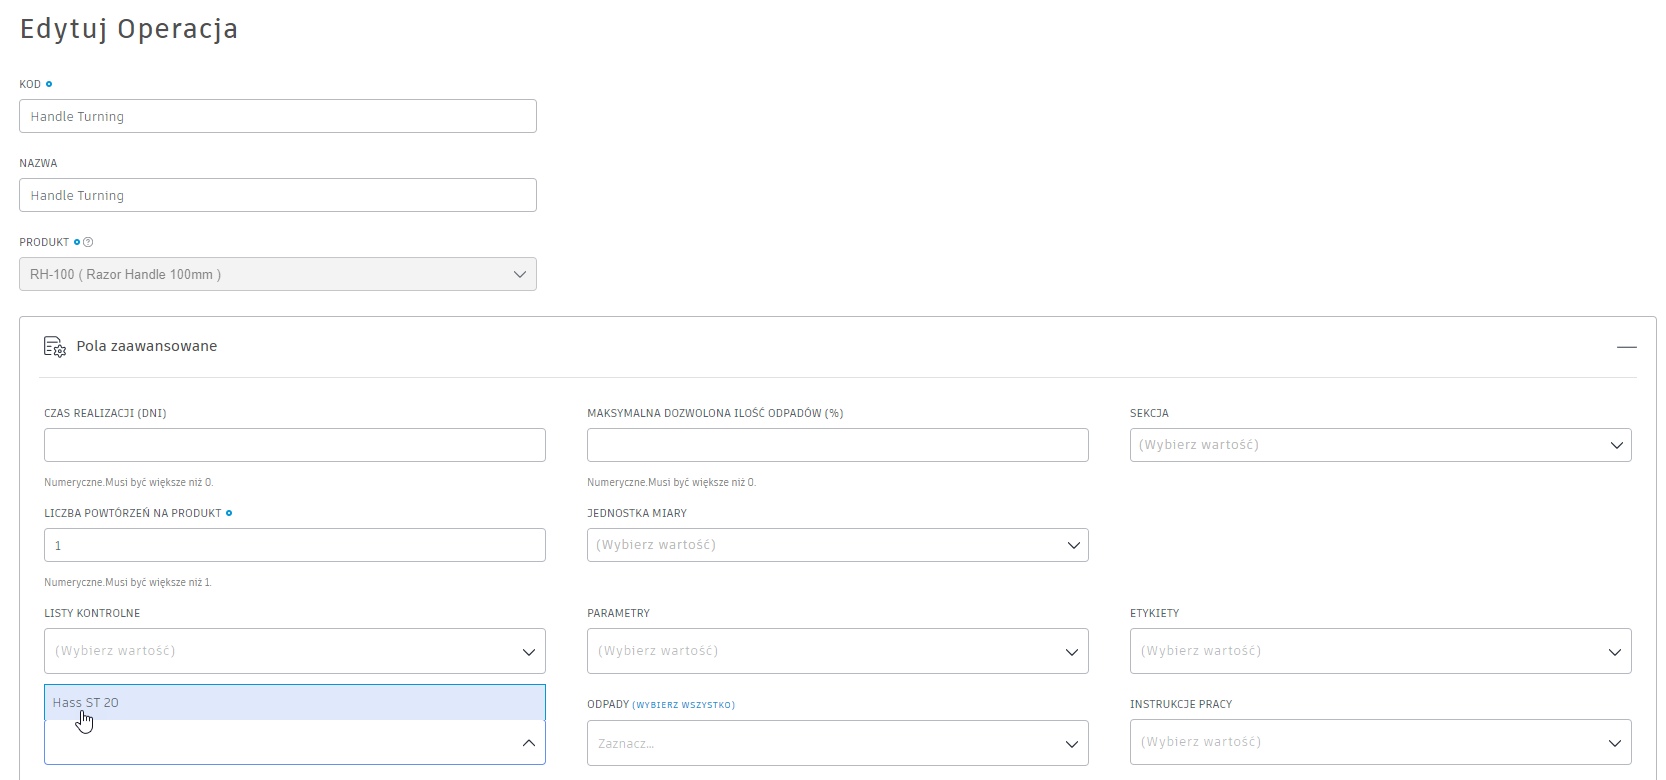 Edytuj Operacja
KOD
Handle Turning
NAZWA
Handle Turning
PRODUKT
RH-100 ( Razor Handle 100mm )
Pola zaawansowane
CZAS REALIZACJI (DNI)
MAKSYMALNA DOZWOLONA ILOŚĆ ODPADÓW (%)
SEKCJA
(Wybierz wartość)
Numeryczne.Musi być większe niż 0.
Numeryczne.Musi być większe niż 0.
LICZBA POWTÓRZEŃ NA PRODUKT
JEDNOSTKA MIARY
1
(Wybierz wartość)
Numeryczne.Musi być większe niż 1.
LISTY KONTROLNE
PARAMETRY
ETYKIETY
(Wybierz wartość)
(Wybierz wartość)
(Wybierz wartość)
Hass ST 20
ODPADY (WYBIERZ WSZYSTKO)
INSTRUKCJE PRACY
Zaznacz...
(Wybierz wartość)